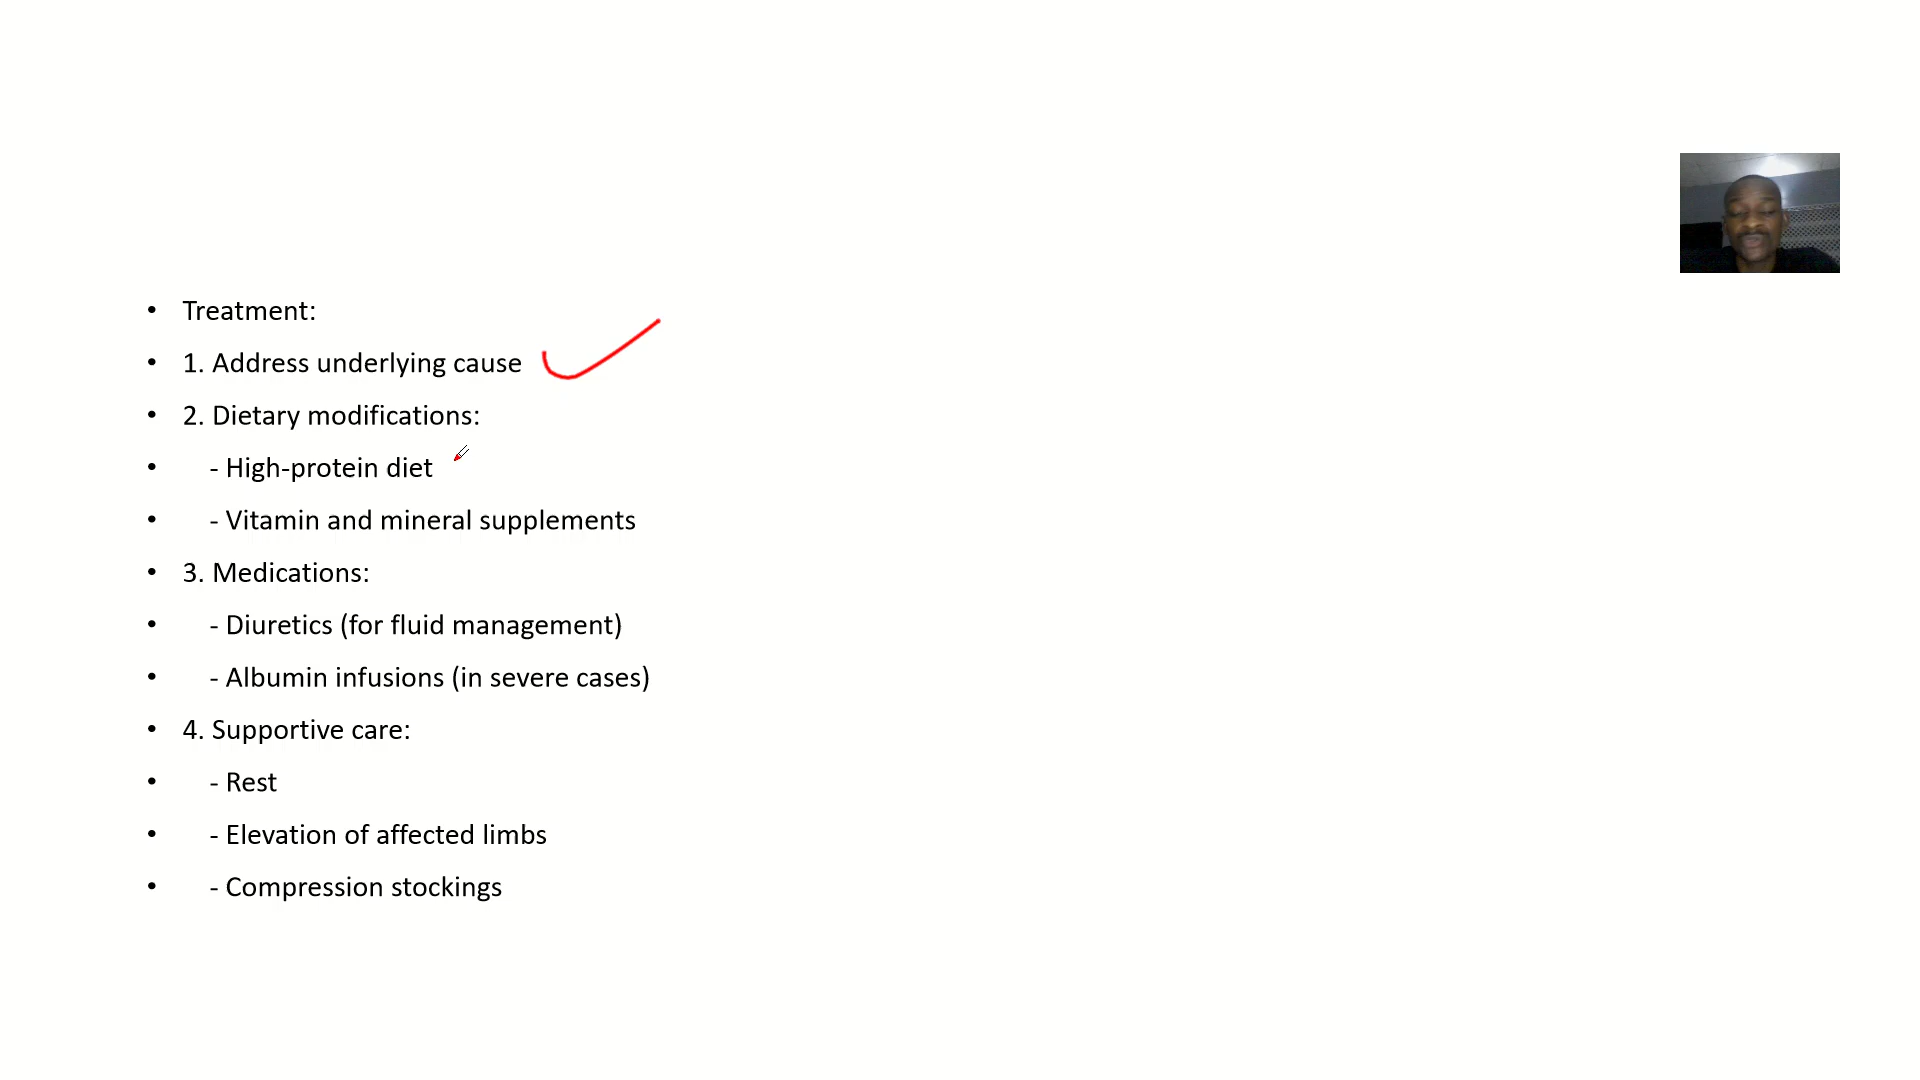 • Treatment:
• 1. Address underlying cause
• 2. Dietary modifications:
• - High-protein diet
• - Vitamin and mineral supplements
• 3. Medications:
• - Diuretics (for fluid management)
• - Albumin infusions (in severe cases)
• 4. Supportive care:
• - Rest
• - Elevation of affected limbs
• - Compression stockings